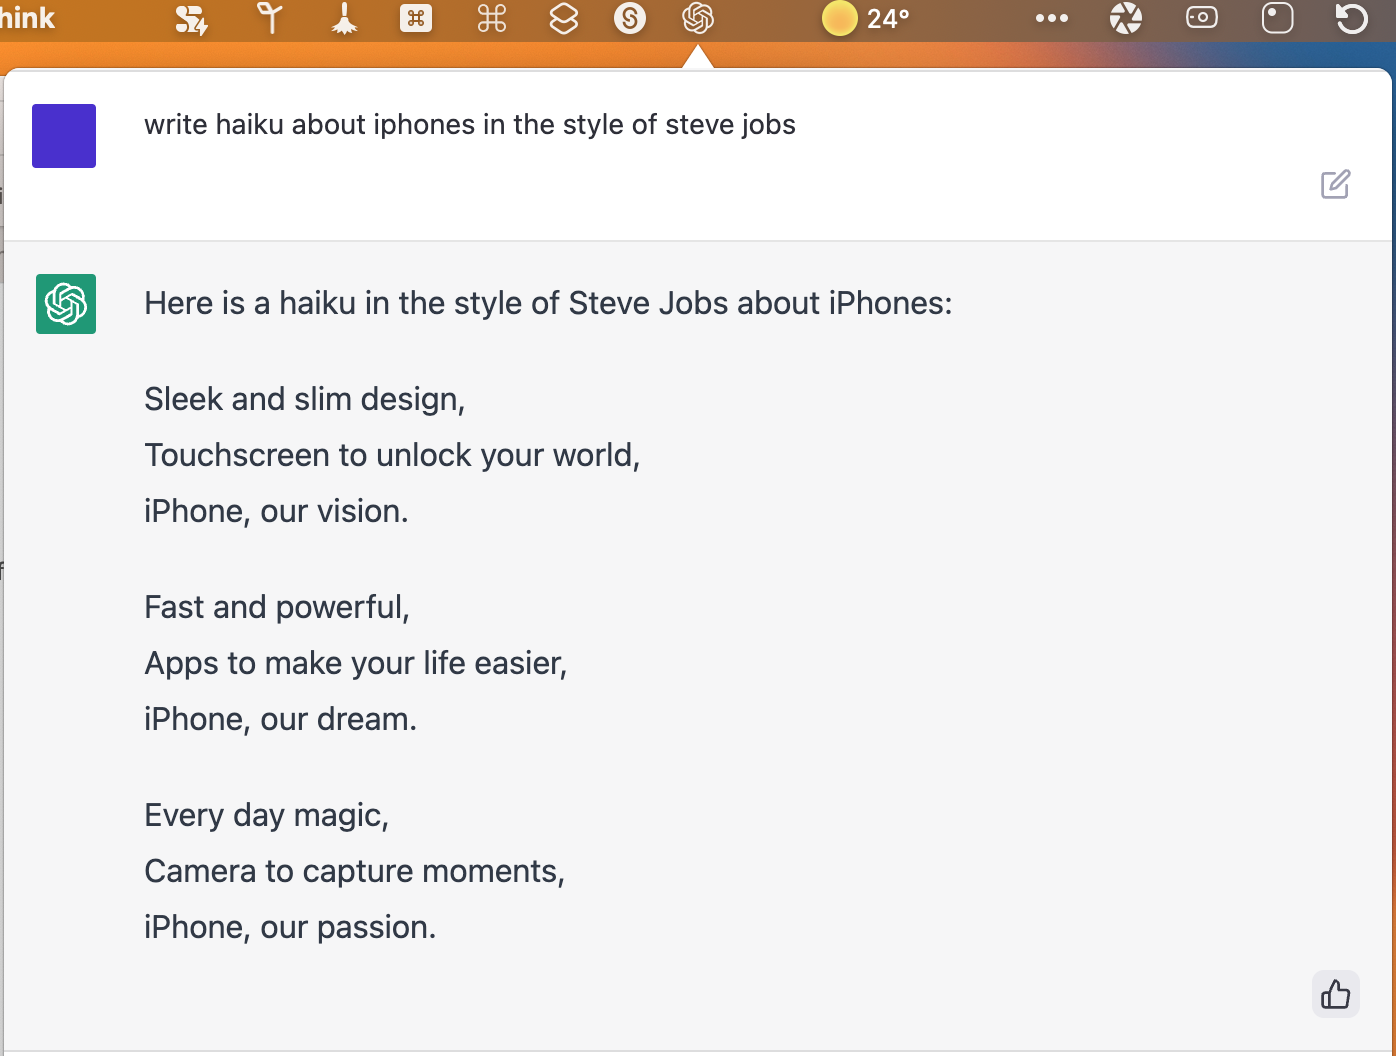 hink
24°
write haiku about iphones in the style of steve jobs
Here is a haiku in the style of Steve Jobs about iPhones:
Sleek and slim design,
Touchscreen to unlock your world,
iPhone, our vision.
Fast and powerful,
Apps to make your life easier,
iPhone, our dream.
Every day magic,
Camera to capture moments,
iPhone, our passion.